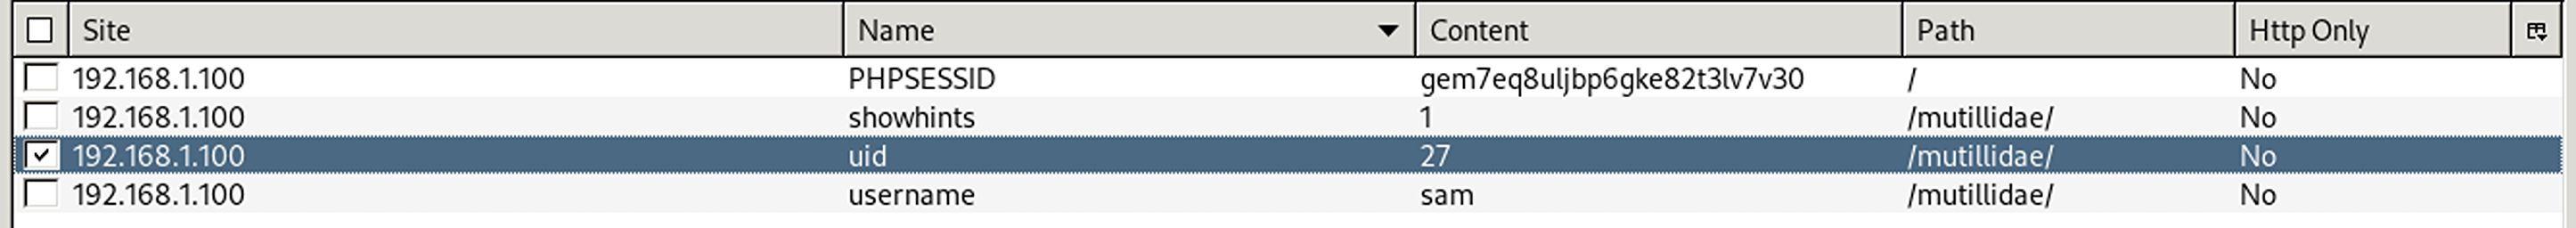 Site Name Content Path Http Only
192.168.1.100 PHPSESSID gem7eq8uljbp6gke82t3lv7v30 / No
192.168.1.100 showhints 1 /mutillidae/ No
192.168.1.100 uid 27 /mutillidae/ No
192.168.1.100 username sam /mutillidae/ No